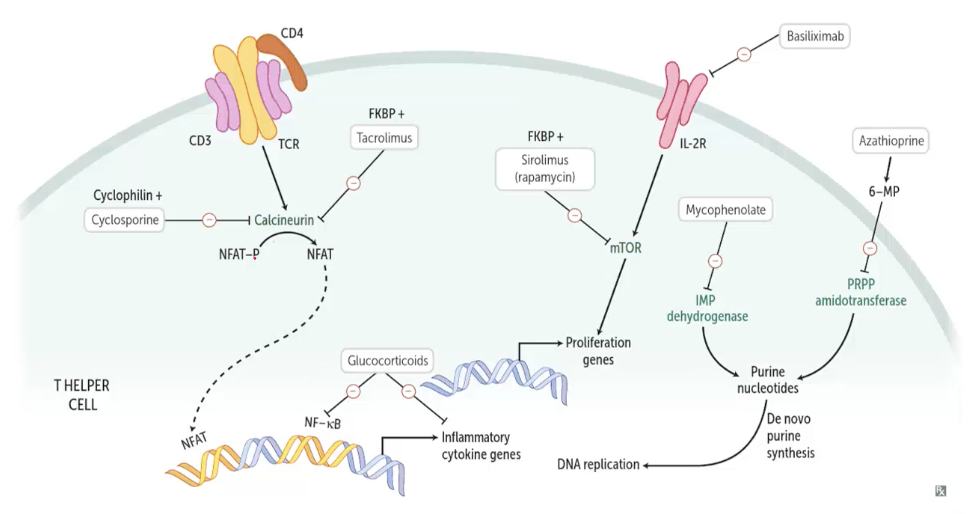 CD4
Basiliximab
CD3
TCR
FKBP +
Tacrolimus
FKBP +
Sirolimus
(rapamycin)
IL-2R
Azathioprine
6-MP
Cyclophilin +
Cyclosporine
Calcineurin
NFAT-P
NFAT
Mycophenolate
mTOR
IMP
dehydrogenase
PRPP
amidotransferase
Proliferation
genes
Glucocorticoids
Purine
nucleotides
T HELPER
CELL
NFAT
NF-κB
Inflammatory
cytokine genes
De novo
purine
synthesis
DNA replication
Rx